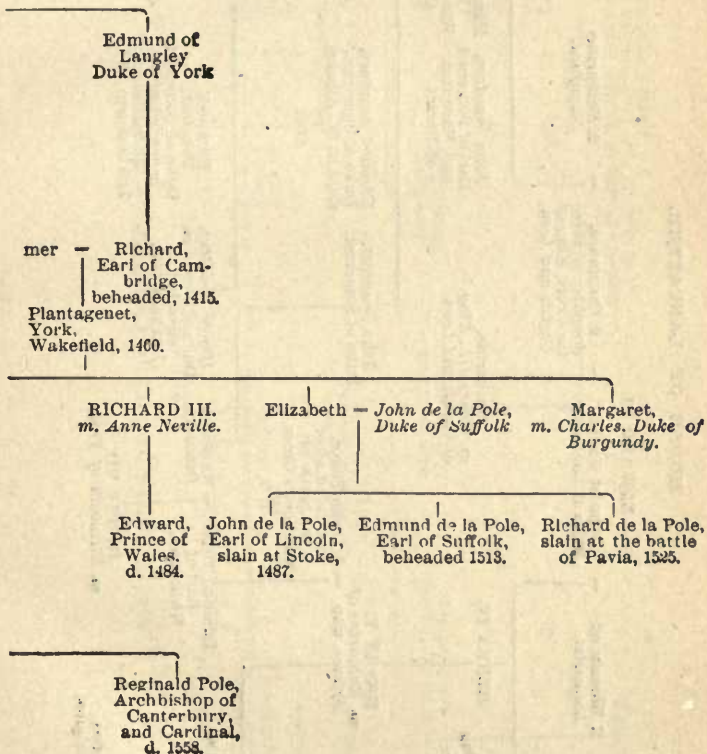 Edmund of
Langley
Duke of York
mer — Richard,
Earl of Cam-
bridge,
beheaded, 1415.
Plantagenet,
York,
Wakefield, 1460.
RICHARD III.
m. Anne Neville.
Elizabeth — John de la Pole,
Duke of Suffolk
Margaret,
m. Charles. Duke of
Burgundy.
Edward,
Prince of
Wales.
d. 1484.
John de la Pole,
Earl of Lincoln,
slain at Stoke,
1487.
Edmund de la Pole,
Earl of Suffolk,
beheaded 1513.
Richard de la Pole,
slain at the battle
of Pavia, 1525.
Reginald Pole,
Archbishop of
Canterbury,
and Cardinal,
d. 1558.